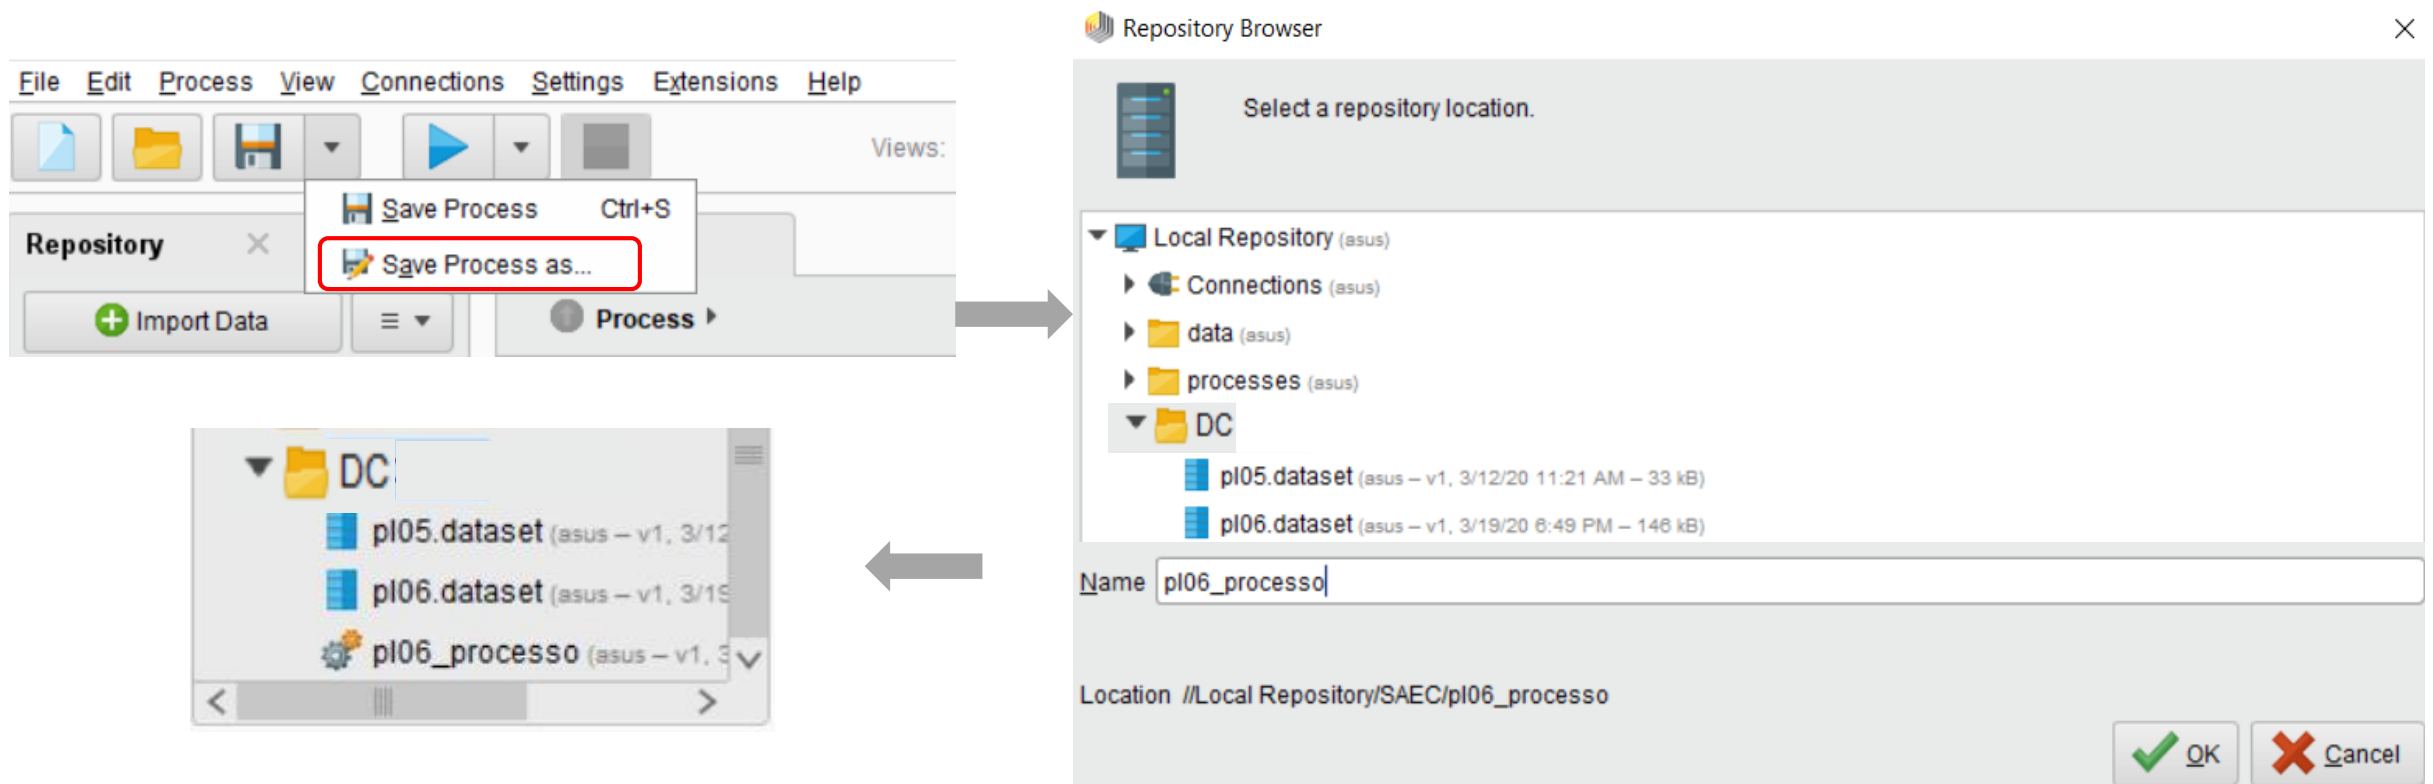 File Edit Process View Connections Settings Extensions Help
Views:
Save Process Ctrl+S
Save Process as...
Repository
Import Data
Process
Repository Browser
Select a repository location.
Local Repository (asus)
Connections (asus)
data (asus)
processes (asus)
DC
pl05.dataset (asus – v1, 3/12/20 11:21 AM – 33 kB)
pl06.dataset (asus – v1, 3/19/20 6:49 PM – 146 kB)
Name pl06_processo
Location //Local Repository/SAEC/pl06_processo
OK Cancel
DC
pl05.dataset (asus – v1, 3/12
pl06.dataset (asus – v1, 3/19
pl06_processo (asus – v1, 3